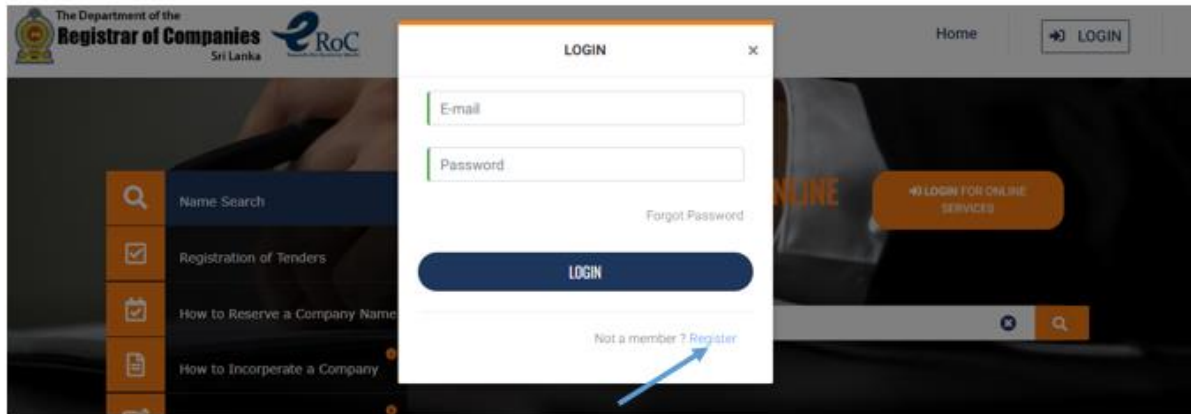 The Department of the
Registrar of Companies
Sri Lanka
eRoC
Home
LOGIN
LOGIN
×
E-mail
Password
Forgot Password
LOGIN
Not a member ? Register
Name Search
Registration of Tenders
How to Reserve a Company Name
How to Incorperate a Company
NLINE
LOGIN FOR ONLINE
SERVICES